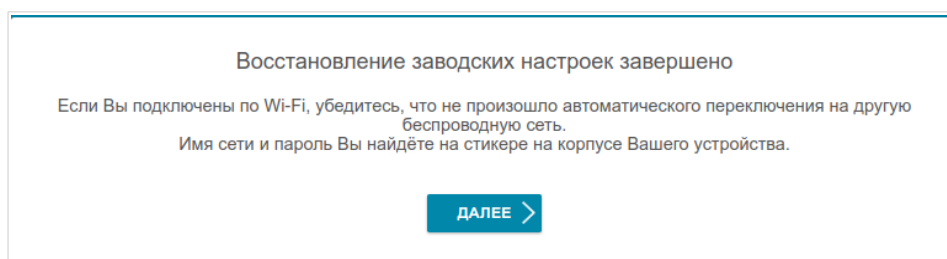 Восстановление заводских настроек завершено
Если Вы подключены по Wi-Fi, убедитесь, что не произошло автоматического переключения на другую
беспроводную сеть.
Имя сети и пароль Вы найдёте на стикере на корпусе Вашего устройства.
ДАЛЕЕ